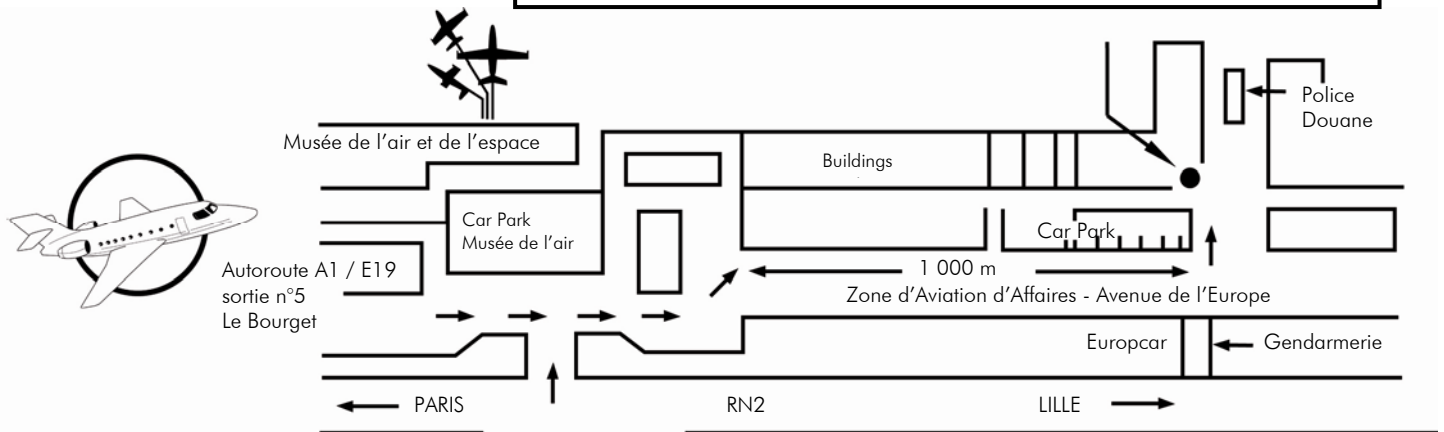 Musée de l'air et de l'espace
Police
Douane
Buildings
Car Park
Musée de l'air
Car Park
Autoroute A1 / E19
sortie n°5
Le Bourget
1 000 m
Zone d'Aviation d'Affaires - Avenue de l'Europe
Europcar
Gendarmerie
PARIS
RN2
LILLE